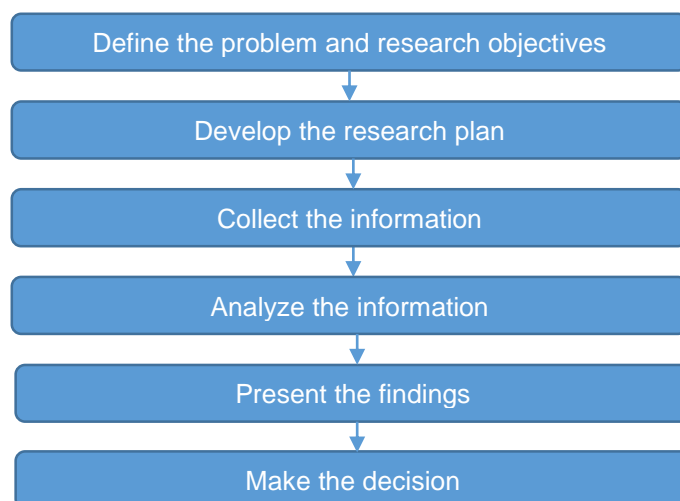 Define the problem and research objectives
Develop the research plan
Collect the information
Analyze the information
Present the findings
Make the decision